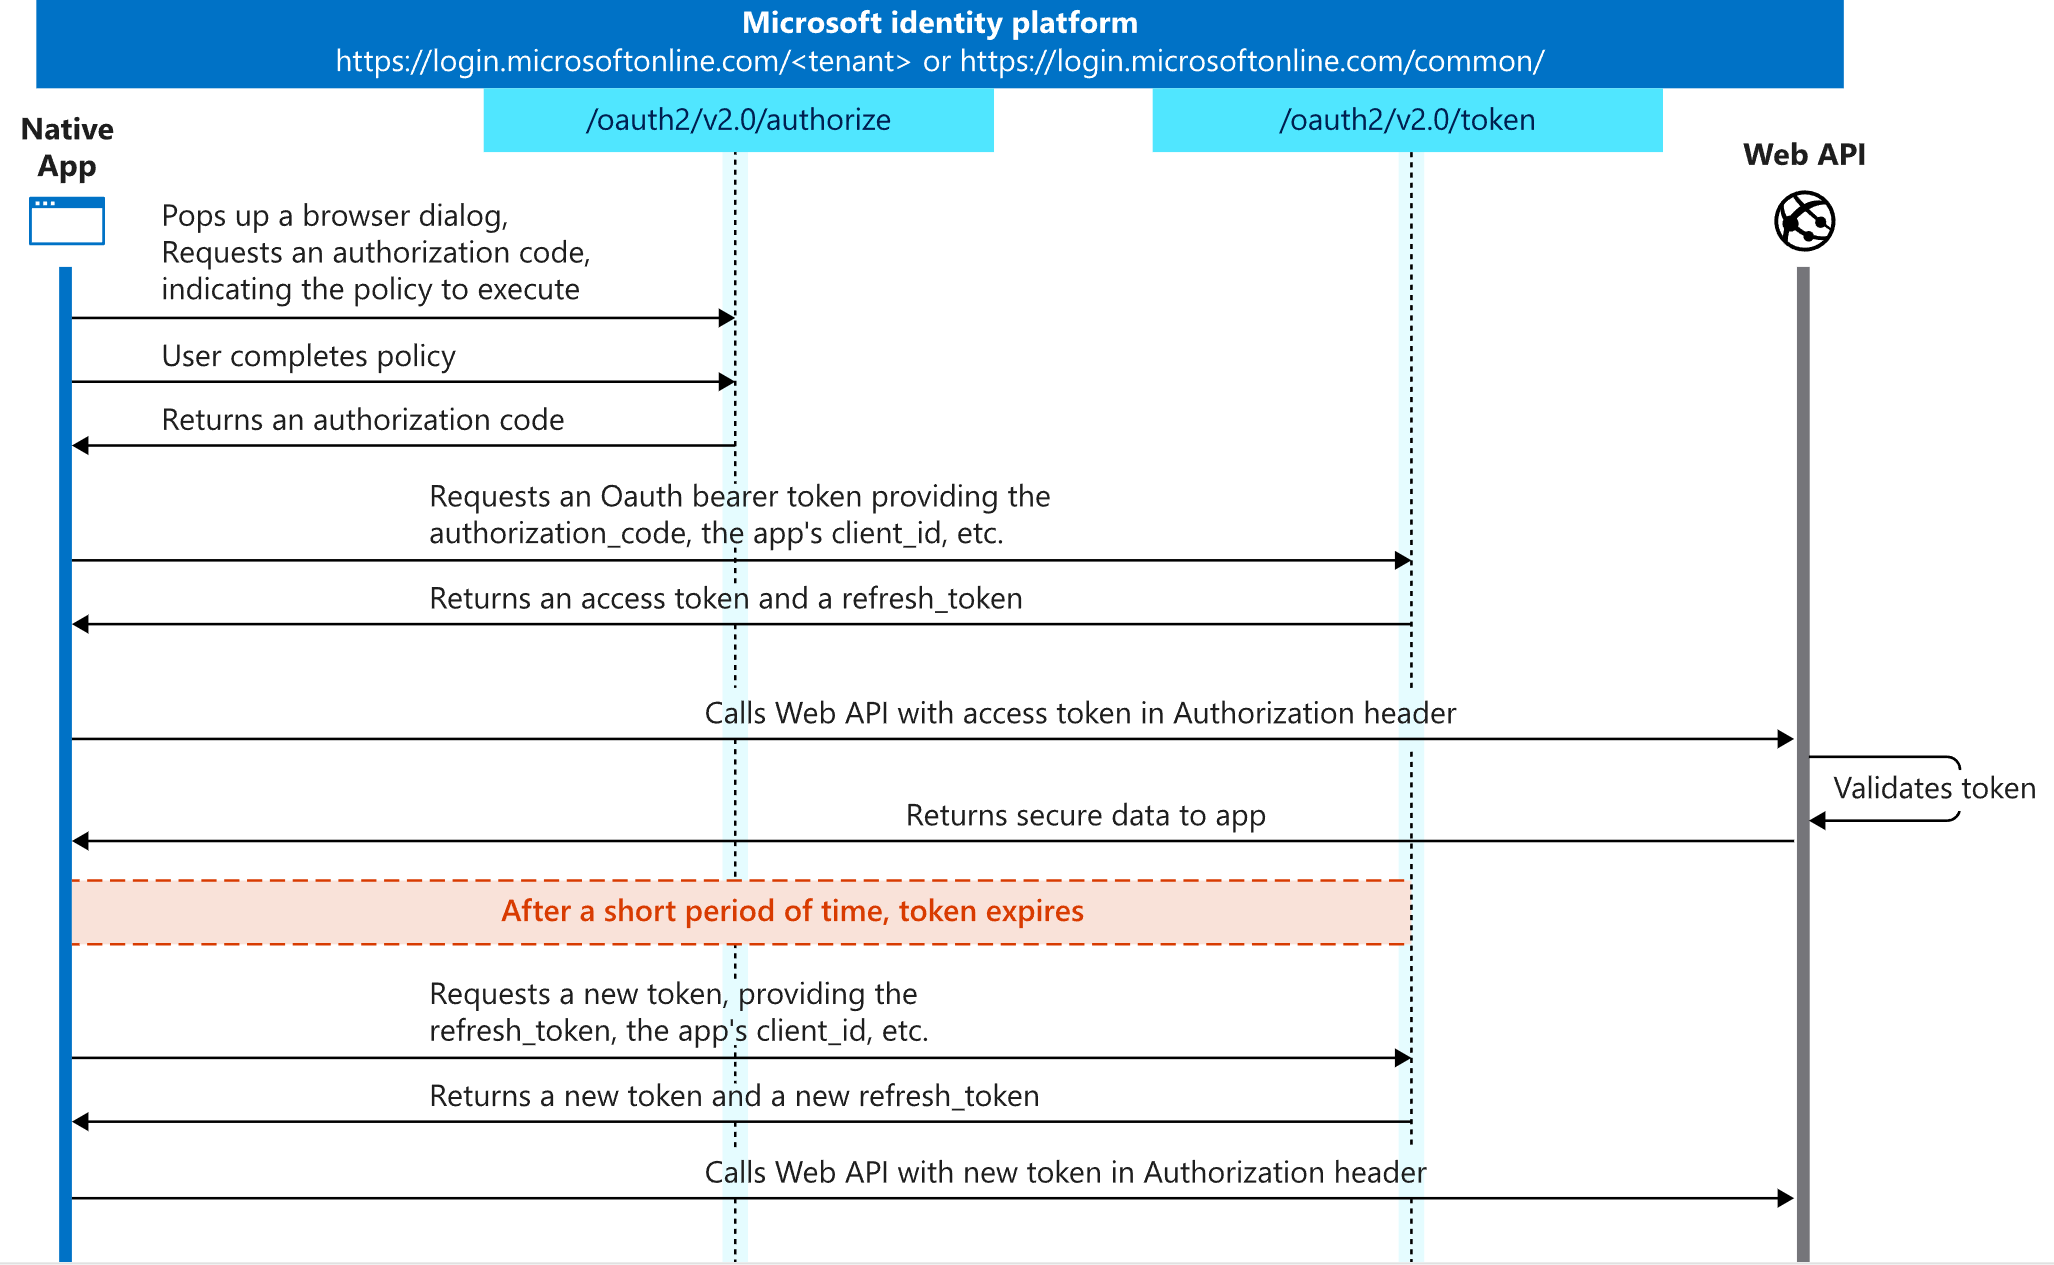 Microsoft identity platform
https://login.microsoftonline.com/<tenant> or https://login.microsoftonline.com/common/
/oauth2/v2.0/authorize
/oauth2/v2.0/token
Native
App
Web API
Pops up a browser dialog,
Requests an authorization code,
indicating the policy to execute
User completes policy
Returns an authorization code
Requests an Oauth bearer token providing the
authorization_code, the app's client_id, etc.
Returns an access token and a refresh_token
Calls Web API with access token in Authorization header
Validates token
Returns secure data to app
After a short period of time, token expires
Requests a new token, providing the
refresh_token, the app's client_id, etc.
Returns a new token and a new refresh_token
Calls Web API with new token in Authorization header